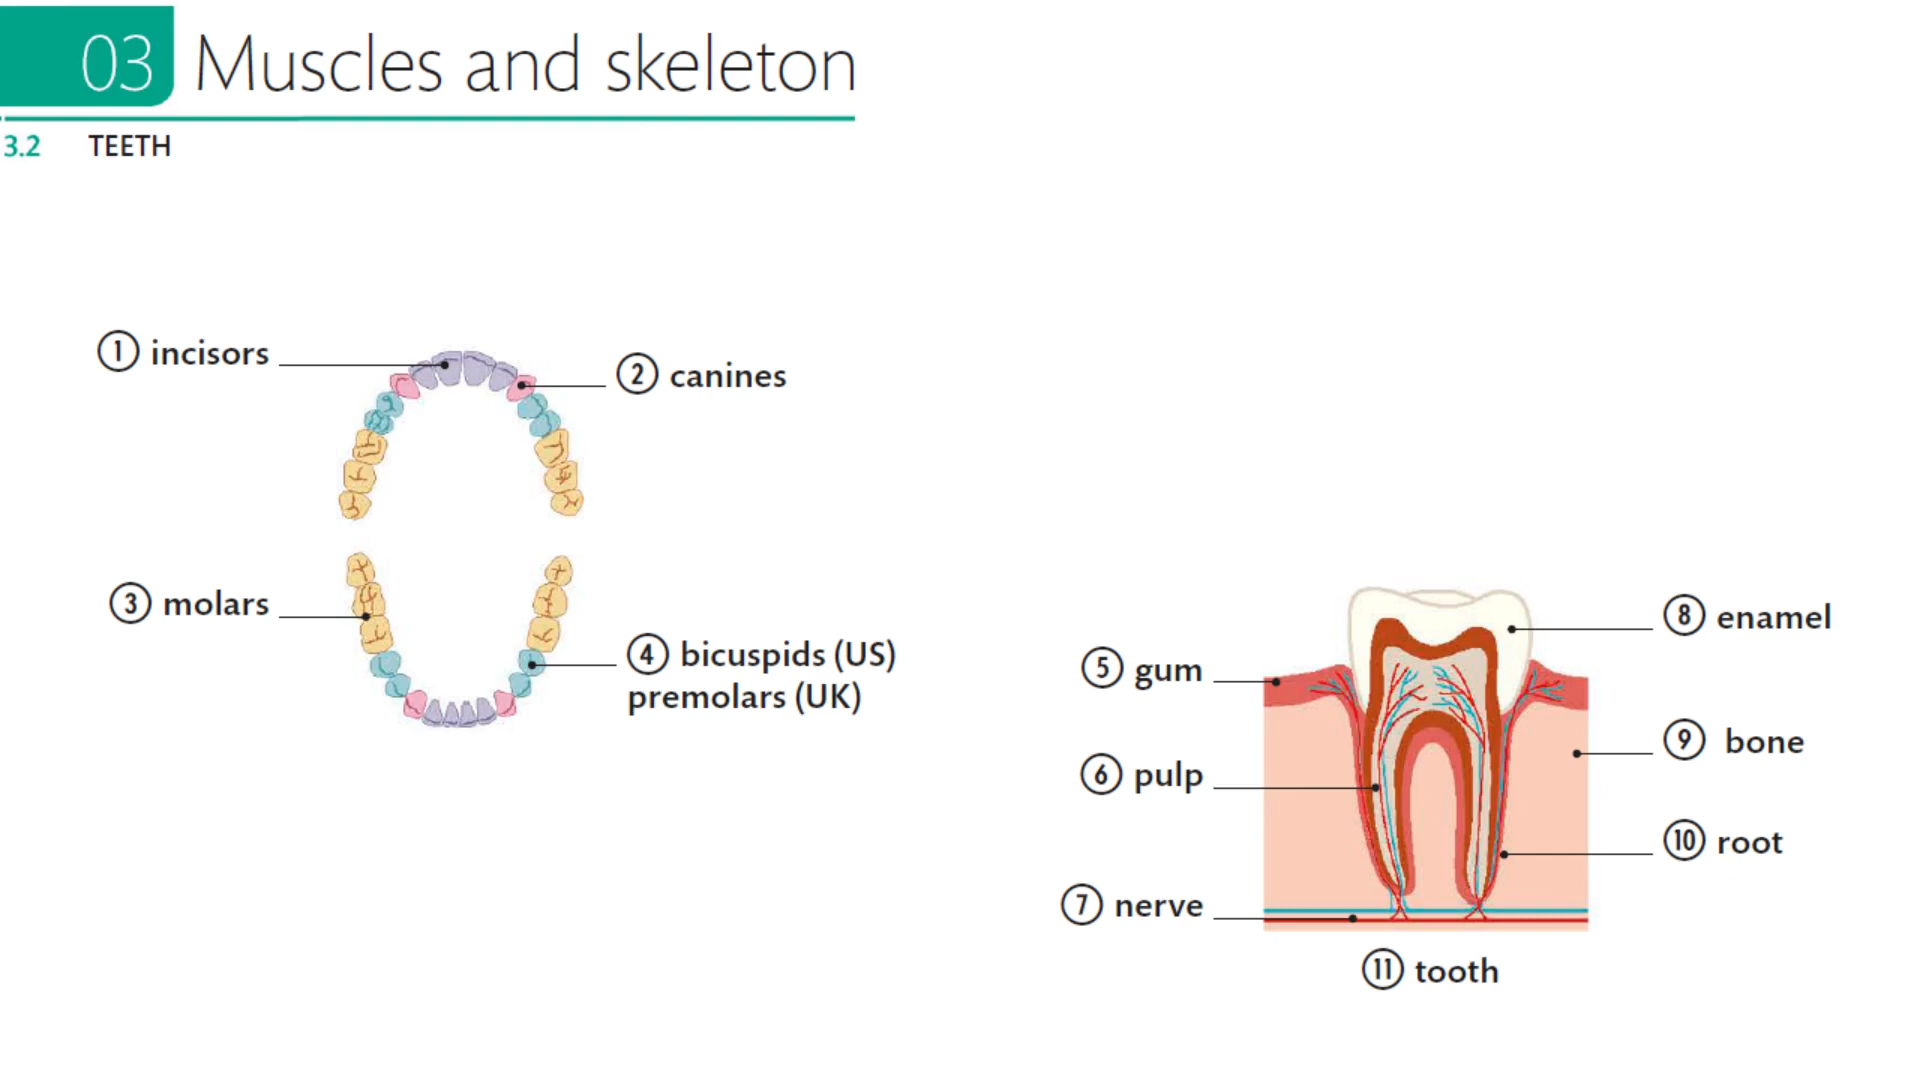 03 Muscles and skeleton
3.2 TEETH
1 incisors
2 canines
3 molars
4 bicuspids (US)
premolars (UK)
5 gum
6 pulp
7 nerve
8 enamel
9 bone
10 root
11 tooth